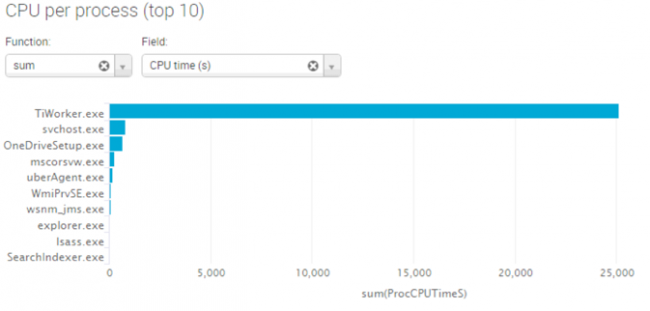 CPU per process (top 10)
Function: Field:
sum CPU time (s)
TiWorker.exe
svchost.exe
OneDriveSetup.exe
mscorsvw.exe
uberAgent.exe
WmiPrvSE.exe
wsnm_jms.exe
explorer.exe
lsass.exe
SearchIndexer.exe
0 5,000 10,000 15,000 20,000 25,000
sum(ProcCPUTimeS)